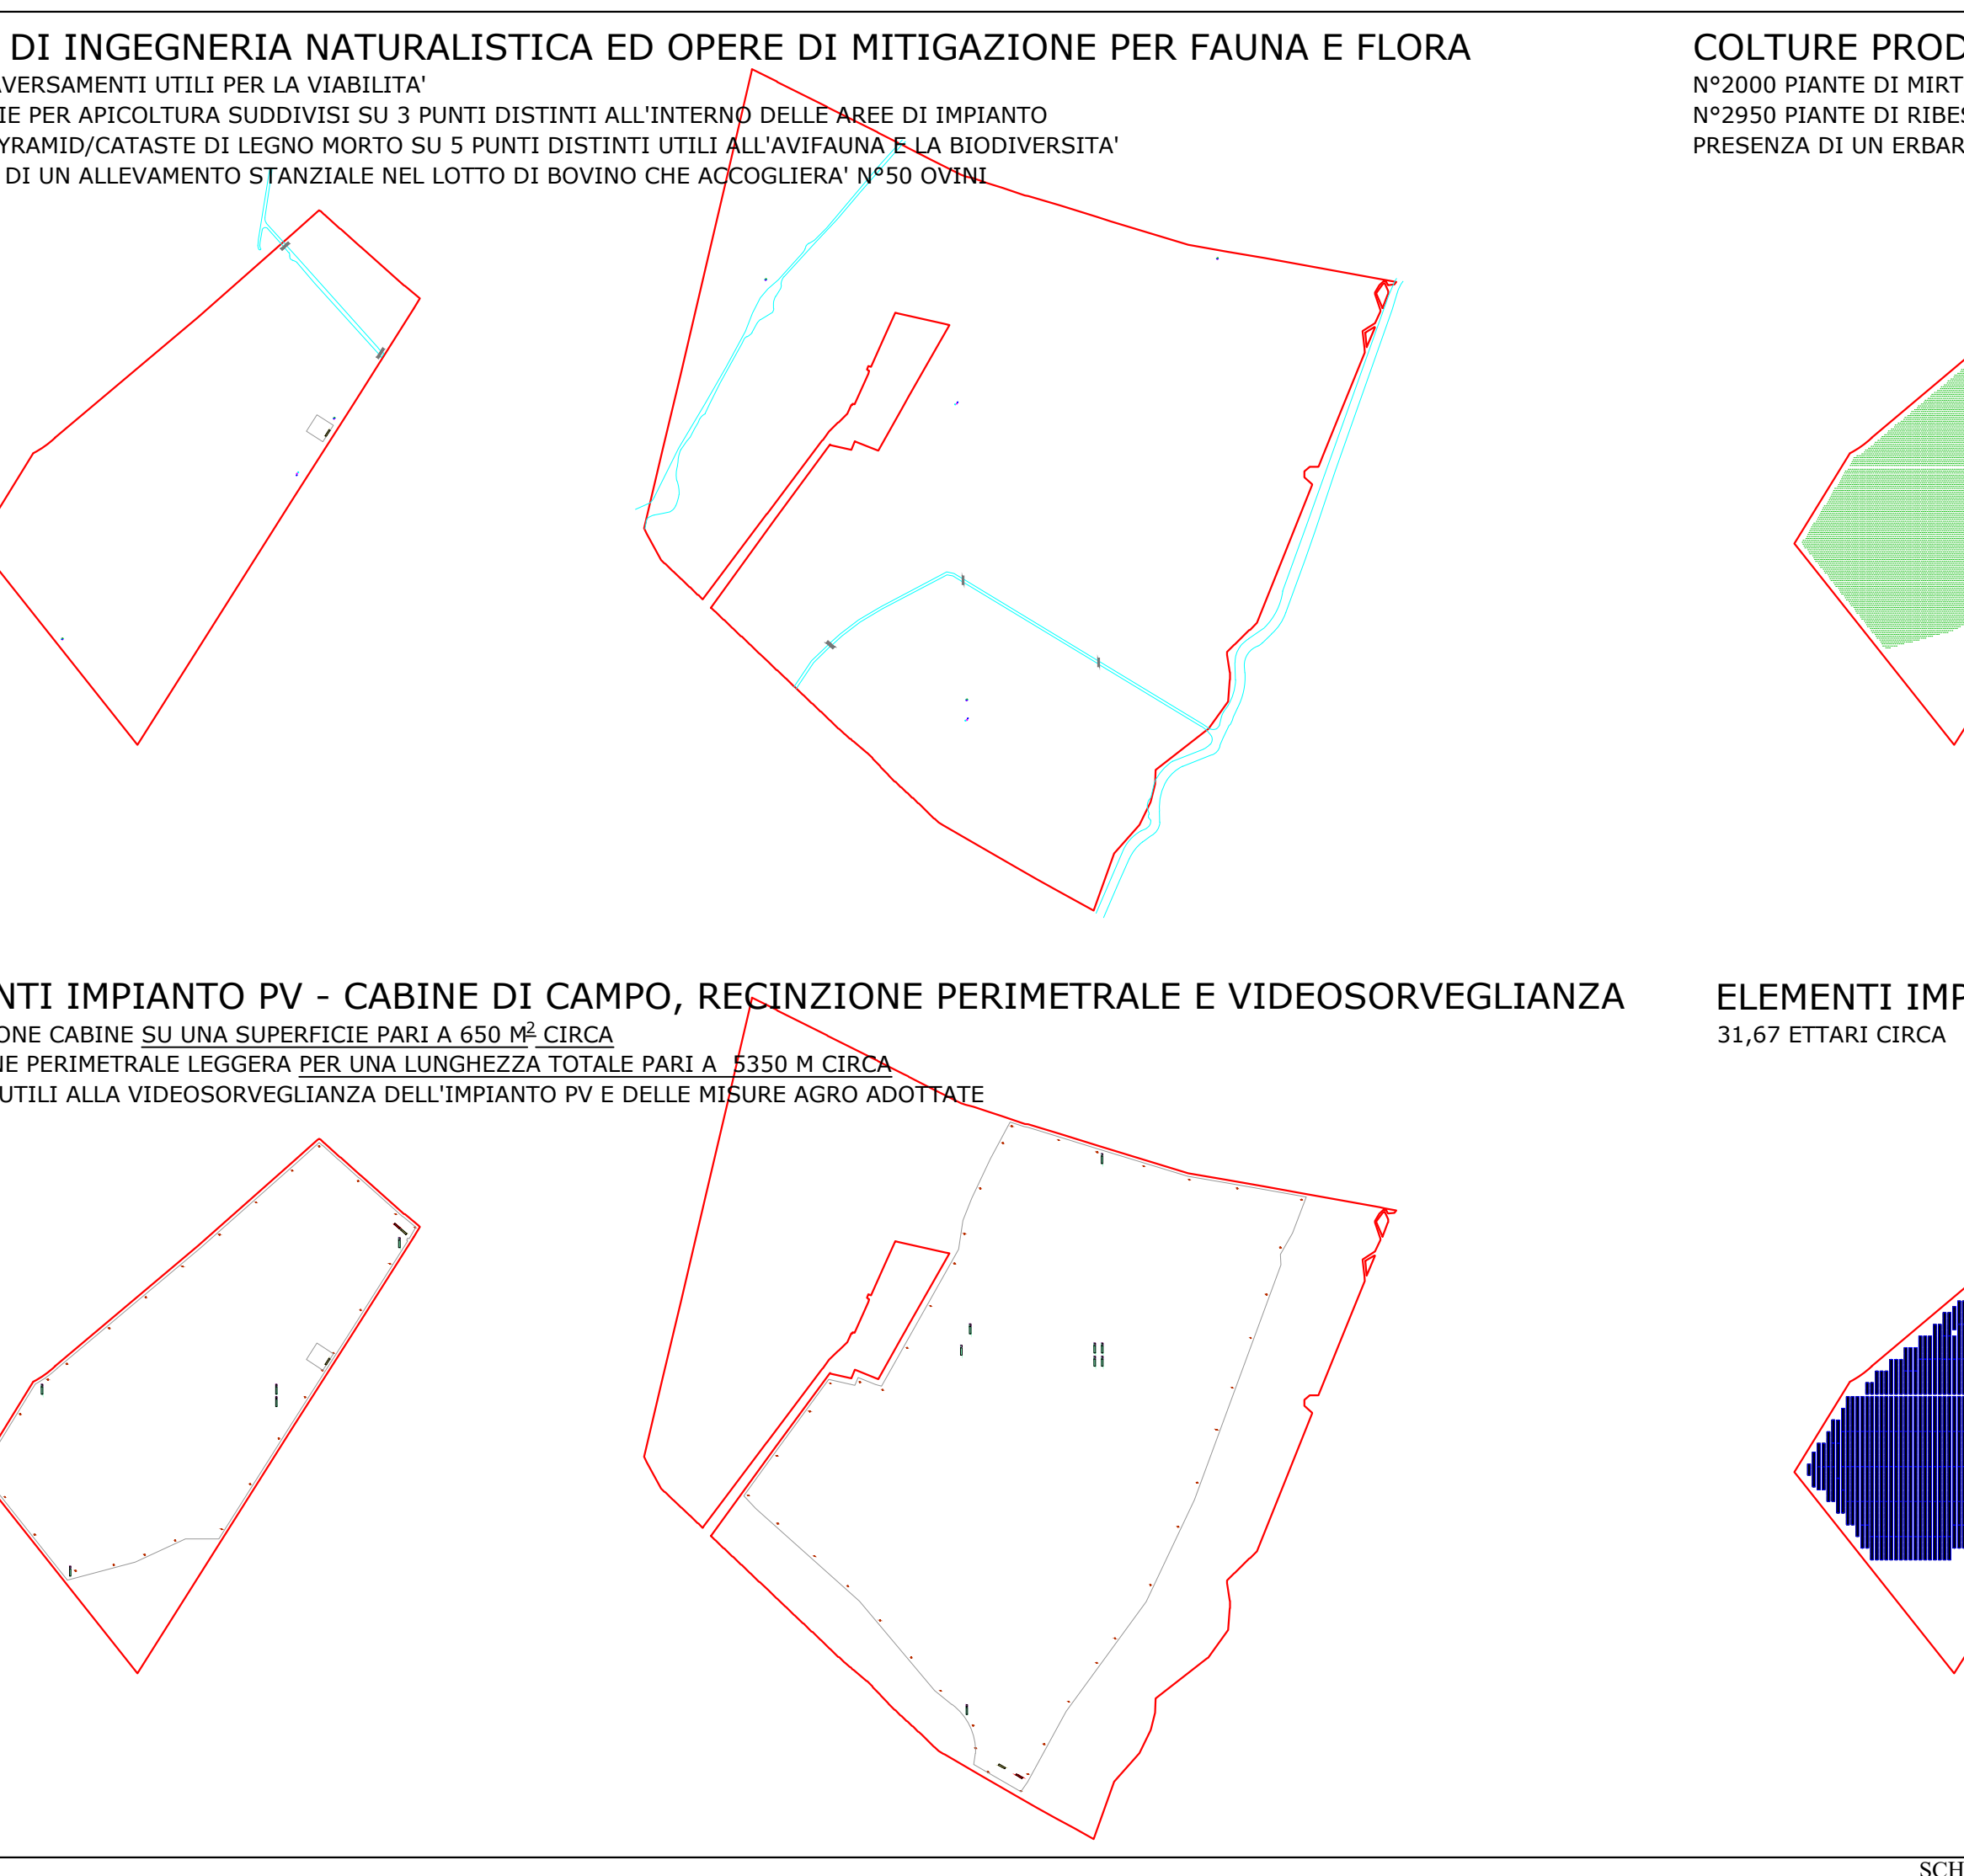 DI INGEGNERIA NATURALISTICA ED OPERE DI MITIGAZIONE PER FAUNA E FLORA
AVERSAMENTI UTILI PER LA VIABILITA'
IE PER APICOLTURA SUDDIVISI SU 3 PUNTI DISTINTI ALL'INTERNO DELLE AREE DI IMPIANTO
YRAMID/CATASTE DI LEGNO MORTO SU 5 PUNTI DISTINTI UTILI ALL'AVIFAUNA E LA BIODIVERSITA'
DI UN ALLEVAMENTO STANZIALE NEL LOTTO DI BOVINO CHE ACCOGLIERA' N°50 OVINI
COLTURE PROD
N°2000 PIANTE DI MIRT
N°2950 PIANTE DI RIBES
PRESENZA DI UN ERBAR
NTI IMPIANTO PV - CABINE DI CAMPO, RECINZIONE PERIMETRALE E VIDEOSORVEGLIANZA
ONE CABINE SU UNA SUPERFICIE PARI A 650 M² CIRCA
NE PERIMETRALE LEGGERA PER UNA LUNGHEZZA TOTALE PARI A 5350 M CIRCA
UTILI ALLA VIDEOSORVEGLIANZA DELL'IMPIANTO PV E DELLE MISURE AGRO ADOTTATE
ELEMENTI IMP
31,67 ETTARI CIRCA
SCH